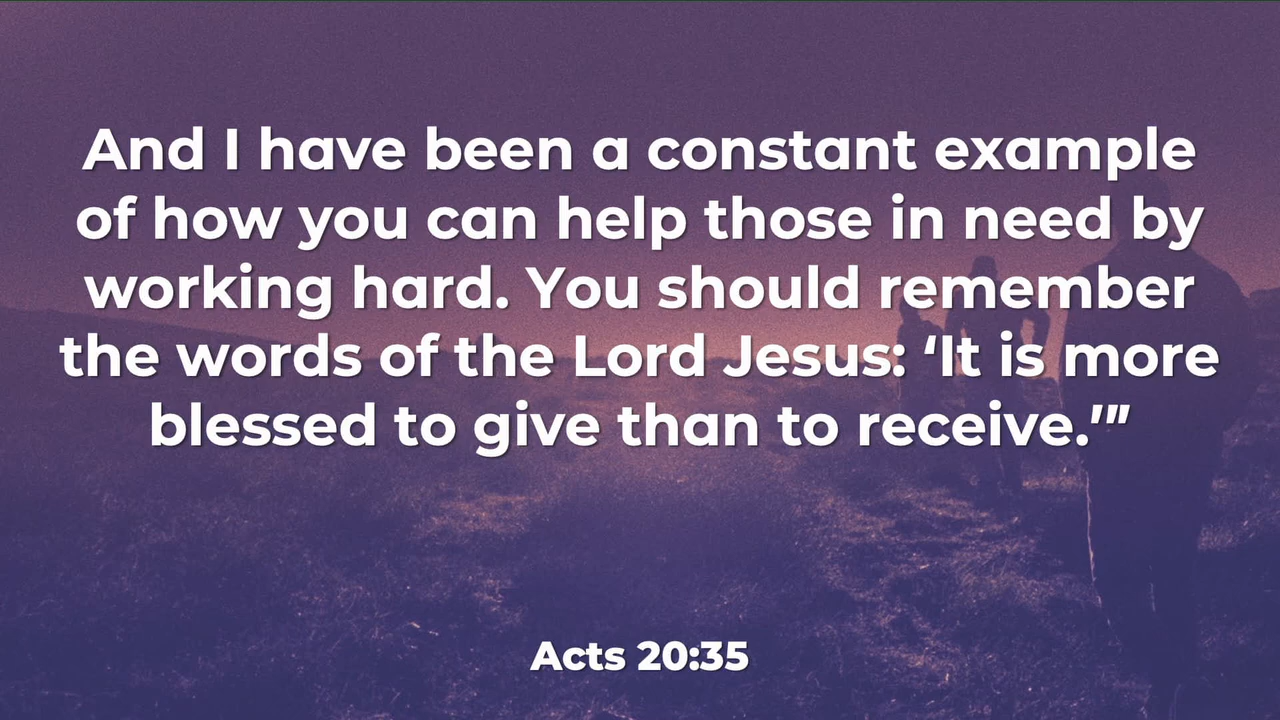 And I have been a constant example
of how you can help those in need by
working hard. You should remember
the words of the Lord Jesus: ‘It is more
blessed to give than to receive.’”
Acts 20:35